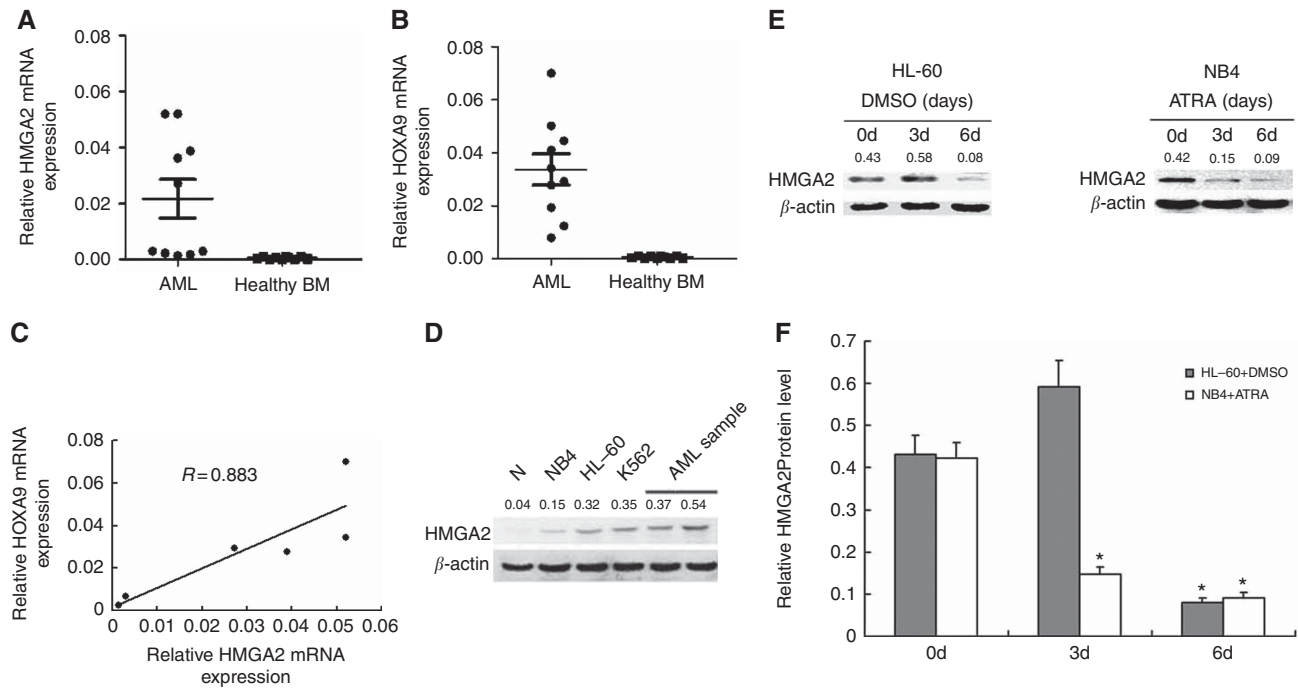 A
Relative HMGA2 mRNA
expression
0.08
0.06
0.04
0.02
0.00
AML
Healthy BM
B
Relative HOXA9 mRNA
expression
0.08
0.06
0.04
0.02
0.00
AML
Healthy BM
E
HL-60
DMSO (days)
0d 3d 6d
0.43 0.58 0.08
HMGA2
β-actin
NB4
ATRA (days)
0d 3d 6d
0.42 0.15 0.09
HMGA2
β-actin
C
Relative HOXA9 mRNA
expression
0.08
0.06
0.04
0.02
0
R=0.883
0 0.01 0.02 0.03 0.04 0.05 0.06
Relative HMGA2 mRNA
expression
D
N NB4 HL–60 K562 AML sample
0.04 0.15 0.32 0.35 0.37 0.54
HMGA2
β-actin
F
Relative HMGA2Protein level
0.7
0.6
0.5
0.4
0.3
0.2
0.1
0
HL–60+DMSO
NB4+ATRA
*
* *
0d 3d 6d